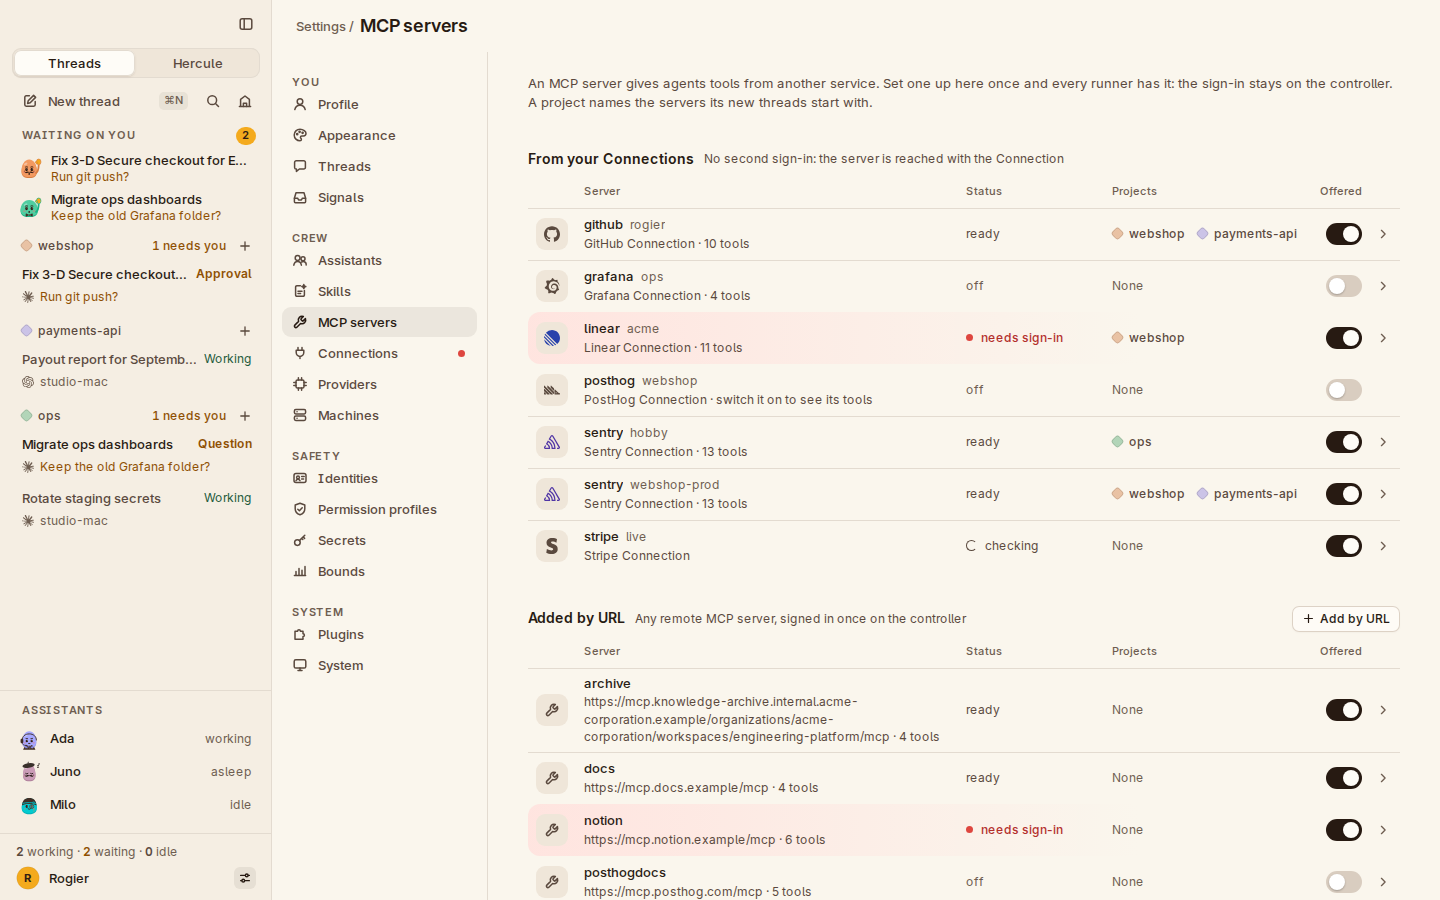 Settings / MCP servers
Threads
Hercule
New thread
⌘N
WAITING ON YOU
2
Fix 3-D Secure checkout for E...
Run git push?
Migrate ops dashboards
Keep the old Grafana folder?
webshop
1 needs you
Fix 3-D Secure checkout...
Approval
Run git push?
payments-api
Payout report for Septemb...
Working
studio-mac
ops
1 needs you
Migrate ops dashboards
Question
Keep the old Grafana folder?
Rotate staging secrets
Working
studio-mac
ASSISTANTS
Ada
working
Juno
asleep
Milo
idle
2 working · 2 waiting · 0 idle
R
Rogier
YOU
Profile
Appearance
Threads
Signals
CREW
Assistants
Skills
MCP servers
Connections
Providers
Machines
SAFETY
Identities
Permission profiles
Secrets
Bounds
SYSTEM
Plugins
System
An MCP server gives agents tools from another service. Set one up here once and every runner has it: the sign-in stays on the controller.
A project names the servers its new threads start with.
From your Connections
No second sign-in: the server is reached with the Connection
Server
Status
Projects
Offered
github rogier
GitHub Connection · 10 tools
ready
webshop
payments-api
grafana ops
Grafana Connection · 4 tools
off
None
linear acme
Linear Connection · 11 tools
needs sign-in
webshop
posthog webshop
PostHog Connection · switch it on to see its tools
off
None
sentry hobby
Sentry Connection · 13 tools
ready
ops
sentry webshop-prod
Sentry Connection · 13 tools
ready
webshop
payments-api
stripe live
Stripe Connection
checking
None
Added by URL
Any remote MCP server, signed in once on the controller
Add by URL
Server
Status
Projects
Offered
archive
https://mcp.knowledge-archive.internal.acme-
corporation.example/organizations/acme-
corporation/workspaces/engineering-platform/mcp · 4 tools
ready
None
docs
https://mcp.docs.example/mcp · 4 tools
ready
None
notion
https://mcp.notion.example/mcp · 6 tools
needs sign-in
None
posthogdocs
https://mcp.posthog.com/mcp · 5 tools
off
None